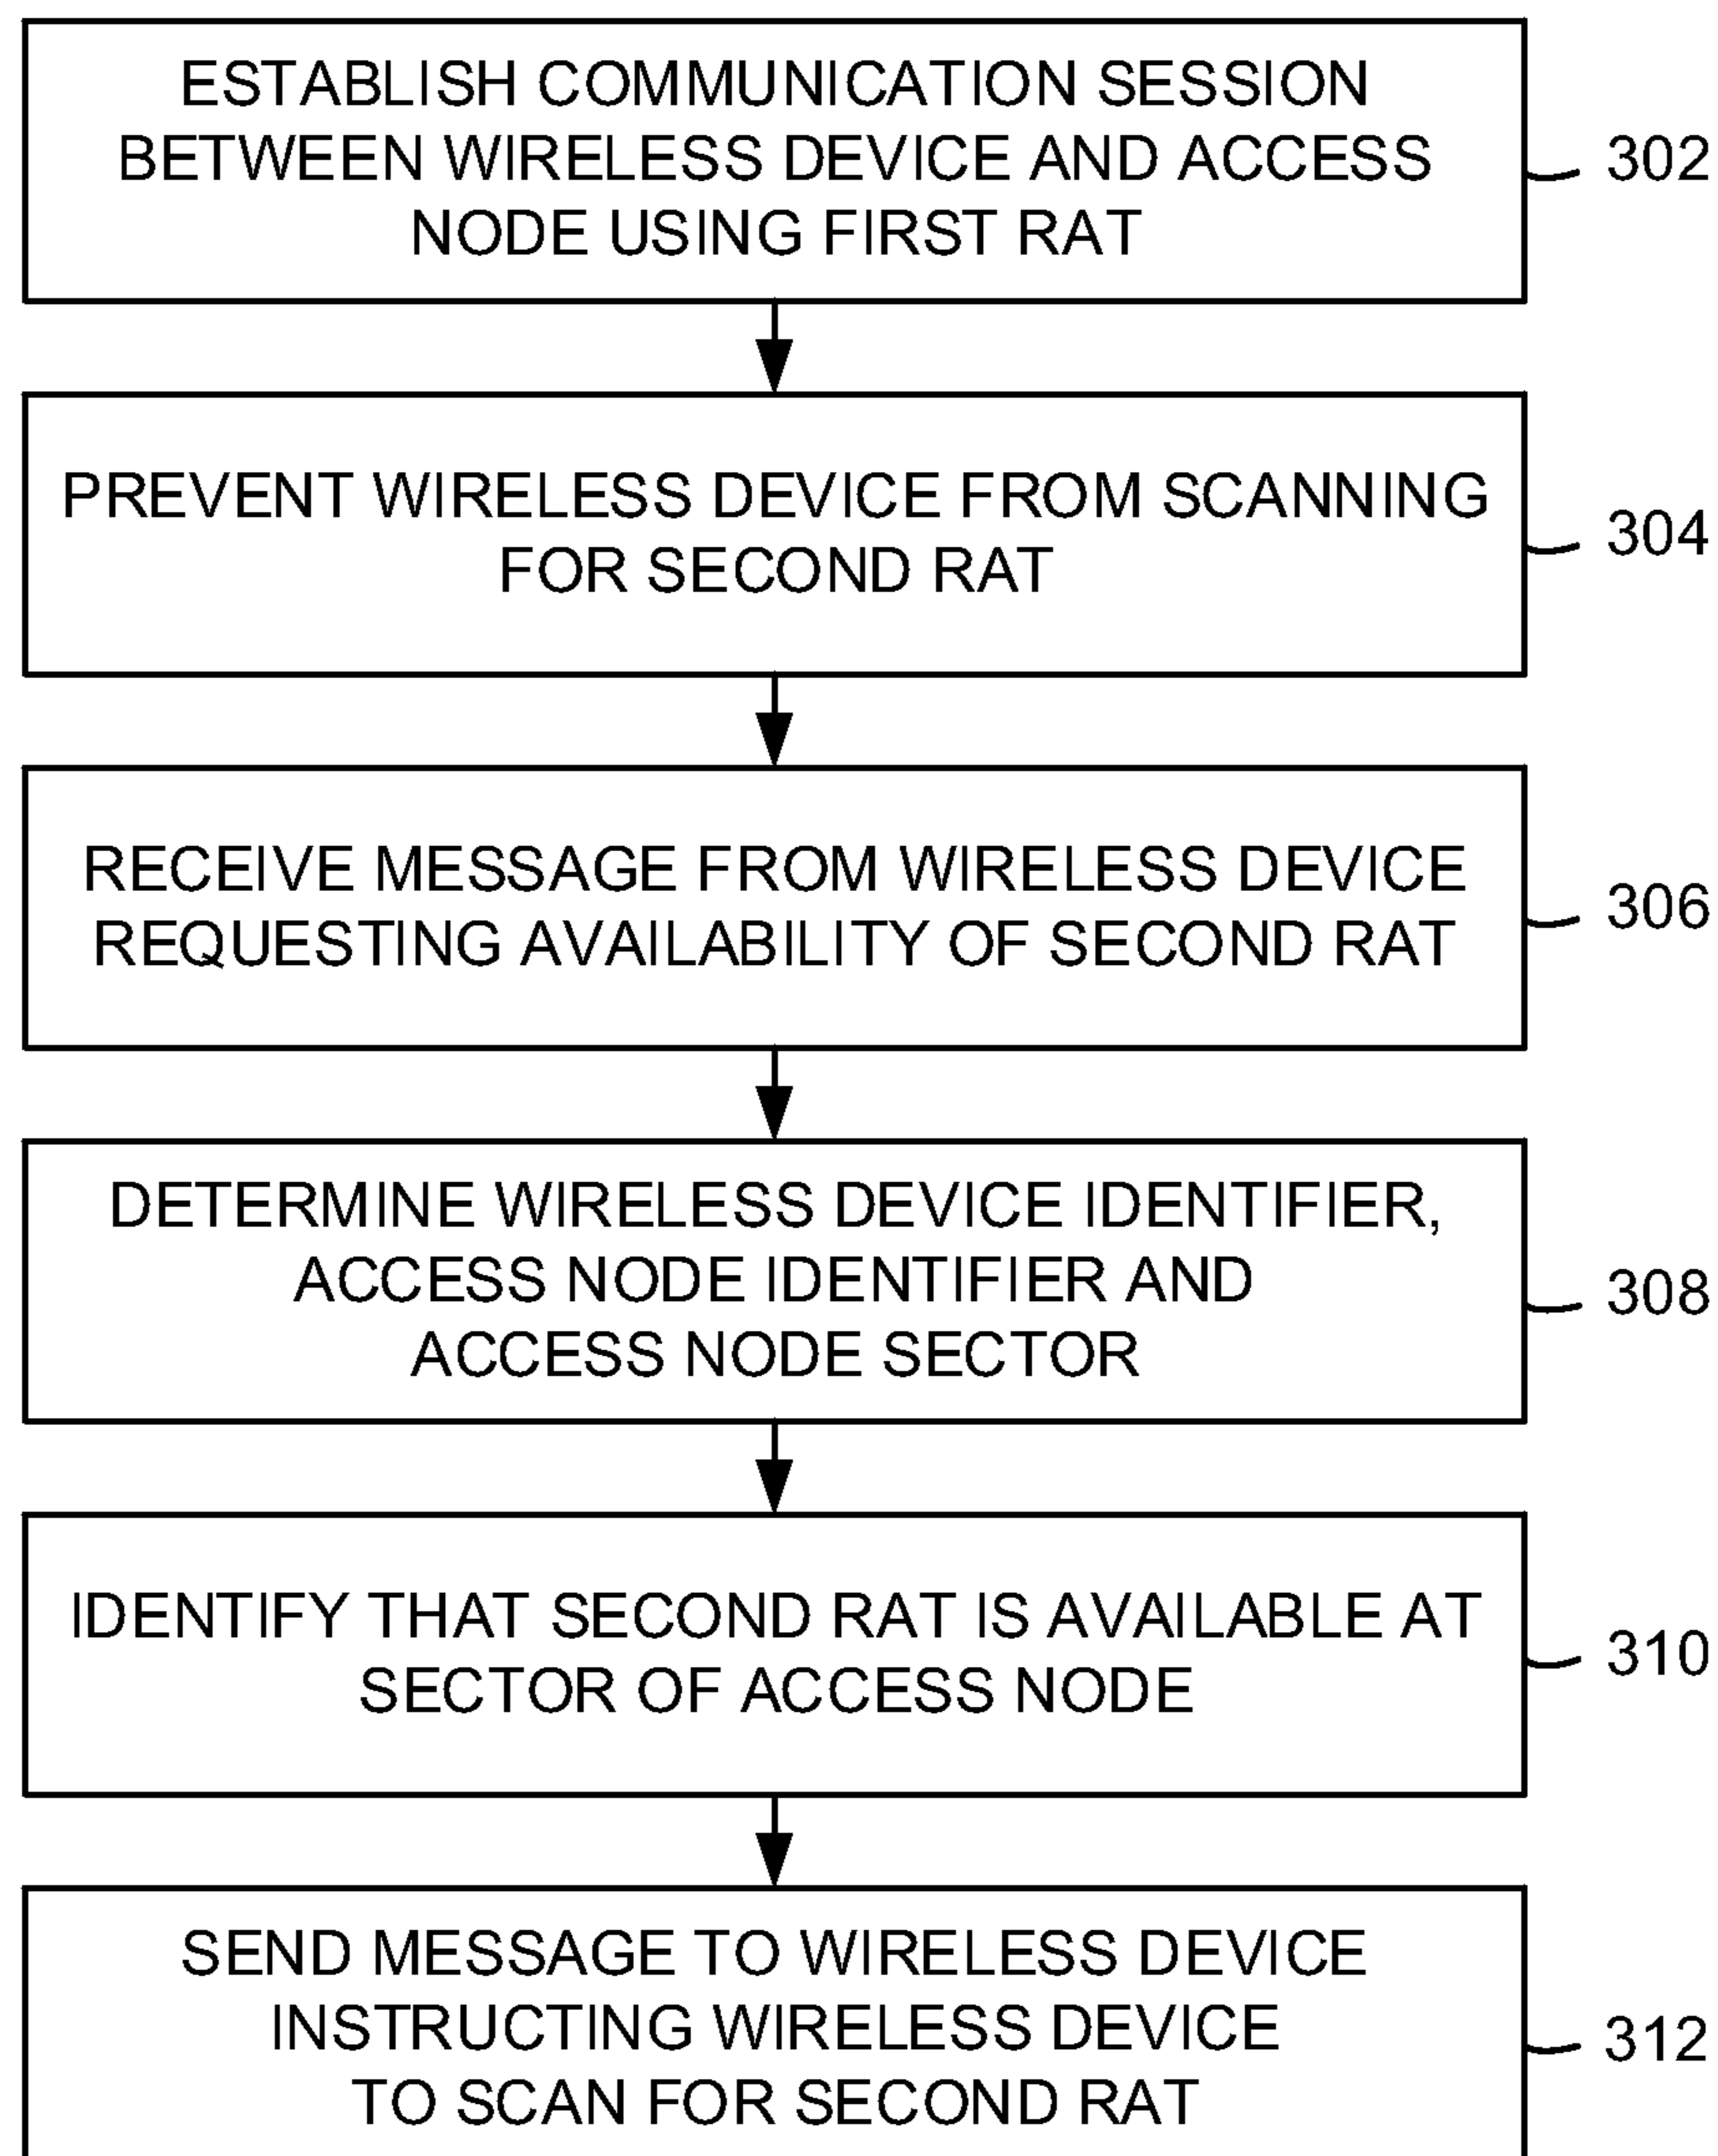 ESTABLISH COMMUNICATION SESSION
BETWEEN WIRELESS DEVICE AND ACCESS
NODE USING FIRST RAT
302
PREVENT WIRELESS DEVICE FROM SCANNING
FOR SECOND RAT
304
RECEIVE MESSAGE FROM WIRELESS DEVICE
REQUESTING AVAILABILITY OF SECOND RAT
306
DETERMINE WIRELESS DEVICE IDENTIFIER,
ACCESS NODE IDENTIFIER AND
ACCESS NODE SECTOR
308
IDENTIFY THAT SECOND RAT IS AVAILABLE AT
SECTOR OF ACCESS NODE
310
SEND MESSAGE TO WIRELESS DEVICE
INSTRUCTING WIRELESS DEVICE
TO SCAN FOR SECOND RAT
312